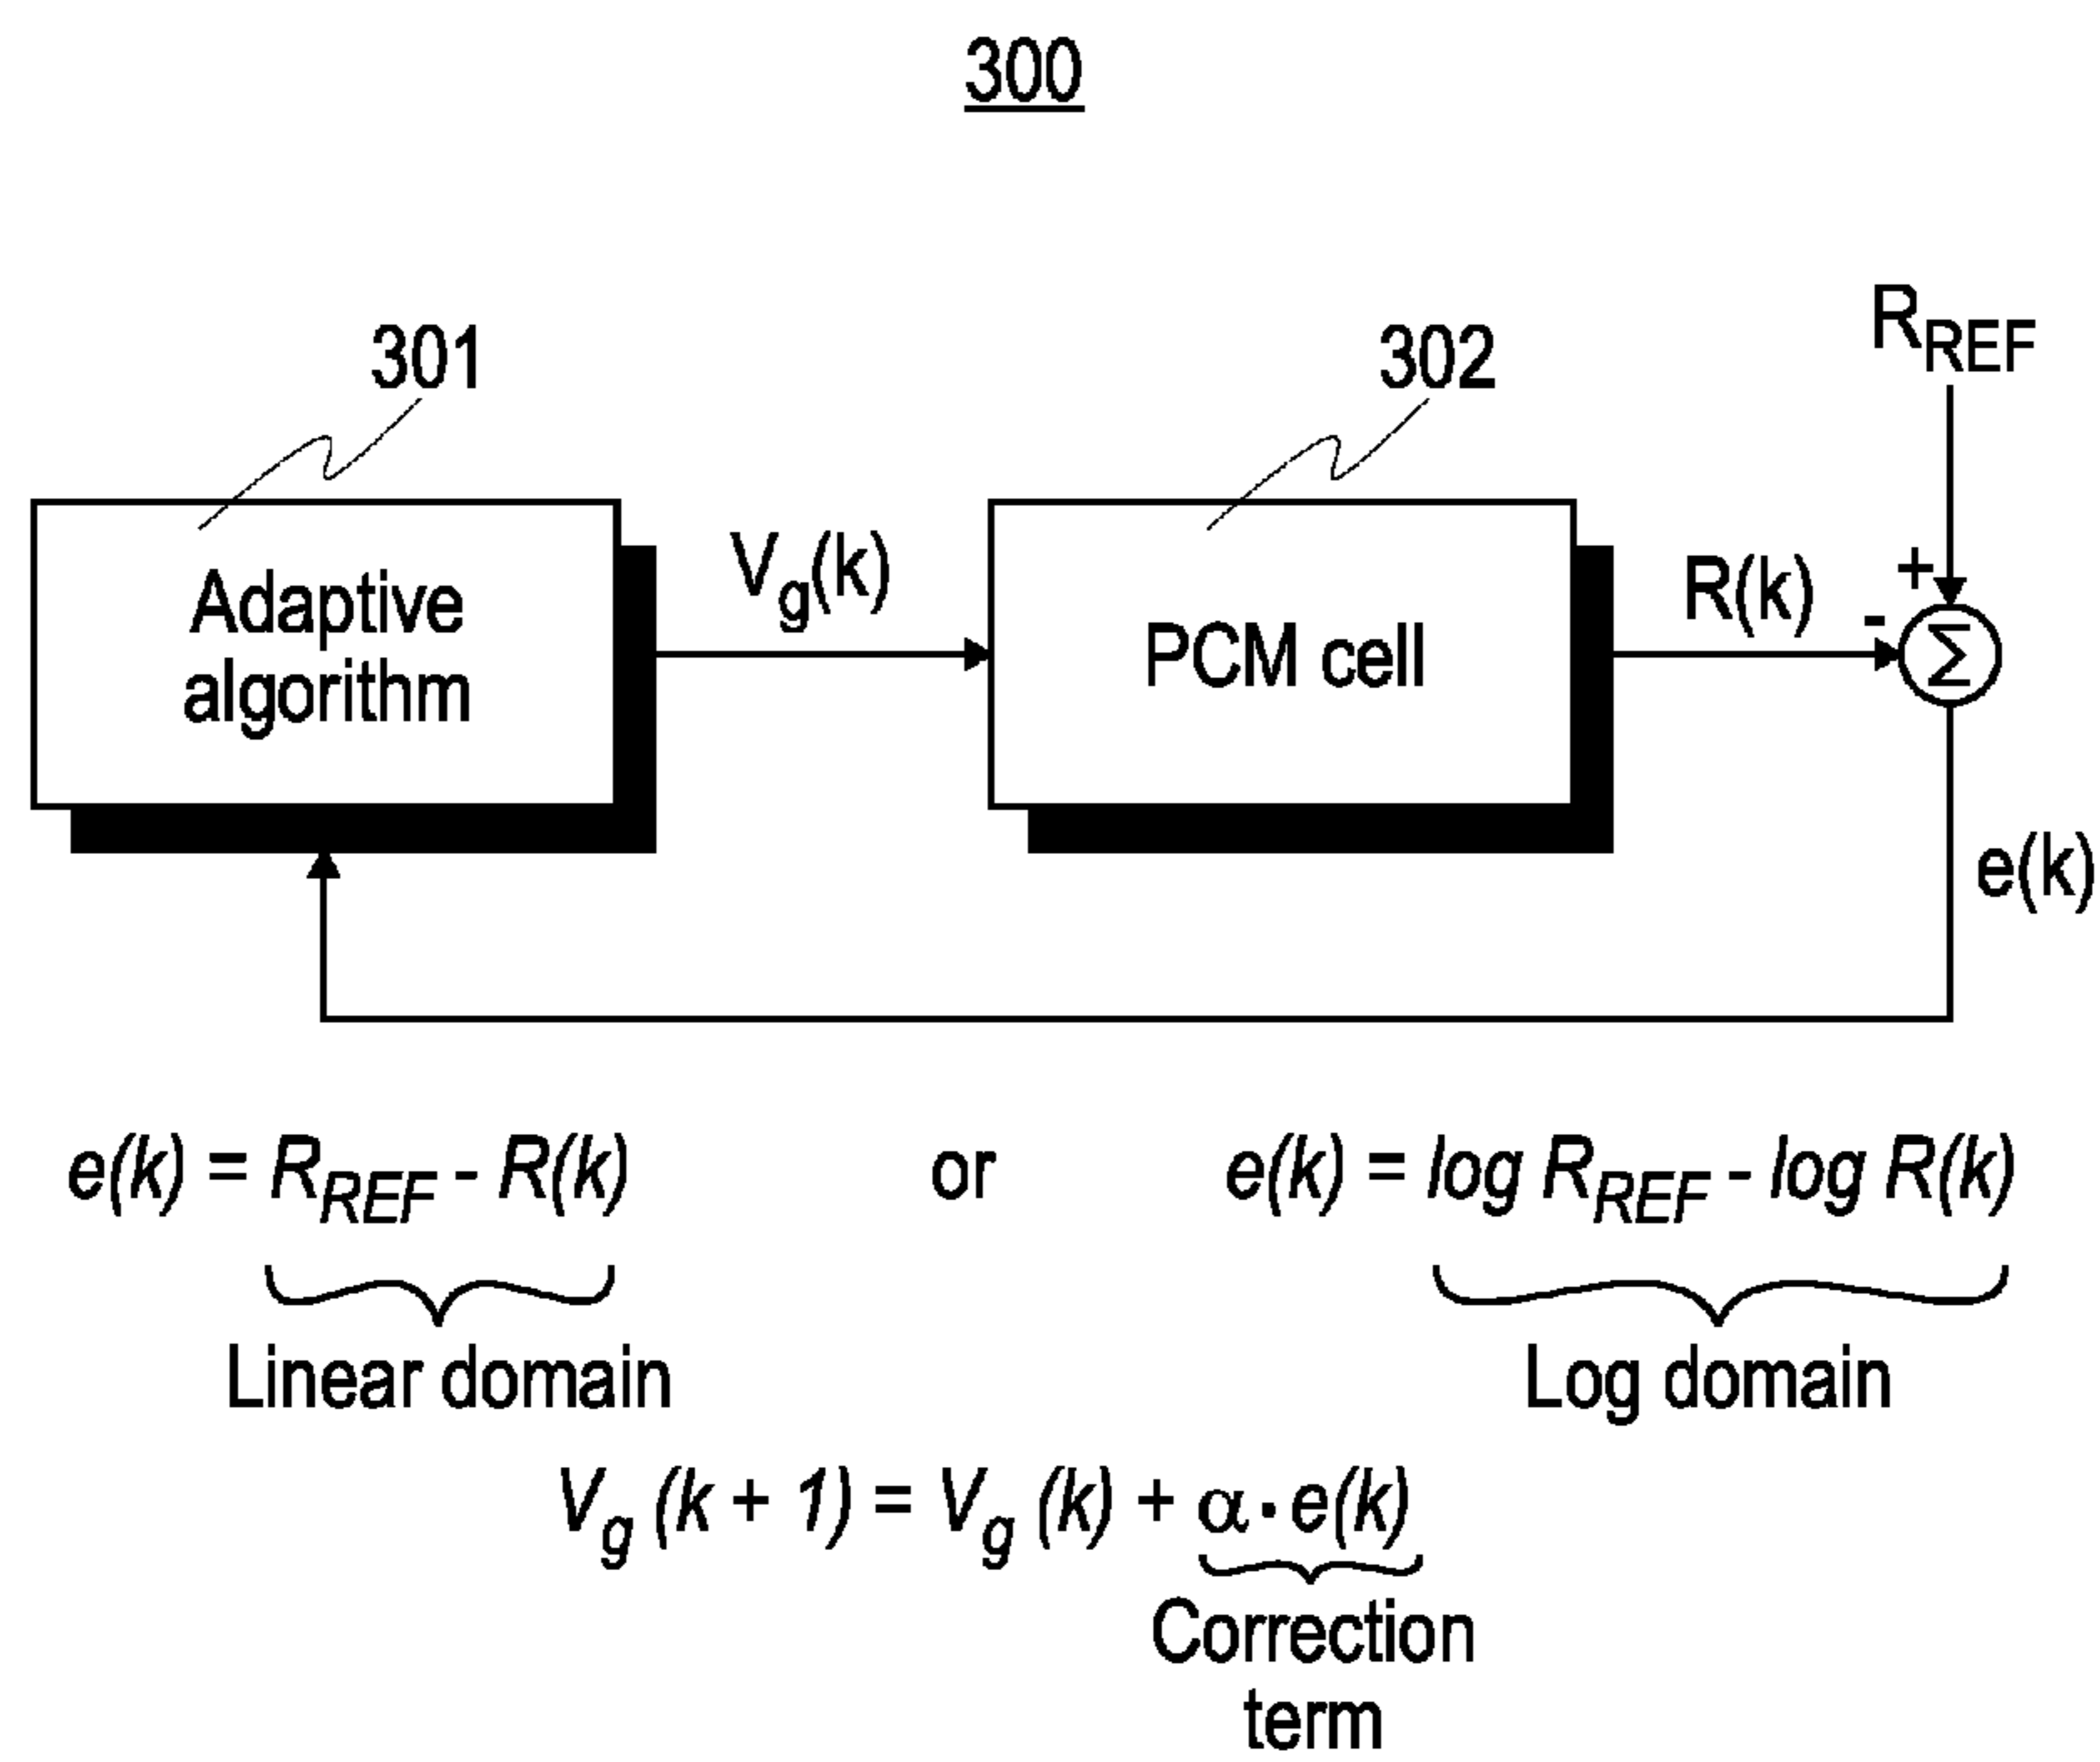 300
301
302
R_REF
Adaptive
algorithm
V_g(k)
PCM cell
R(k)
+
-
Σ
e(k)
e(k) = R_REF - R(k) or e(k) = log R_REF - log R(k)
Linear domain
Log domain
V_g (k + 1) = V_g (k) + α · e(k)
Correction
term